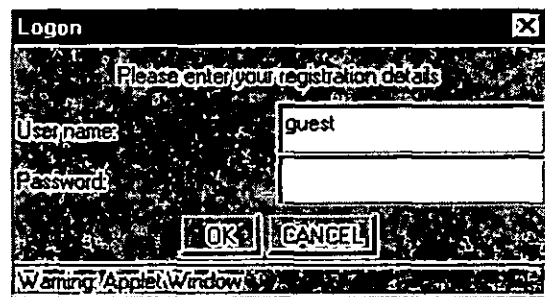 Logon
Please enter your registration details
User name: guest
Password:
OK CANCEL
Warning: Applet Window